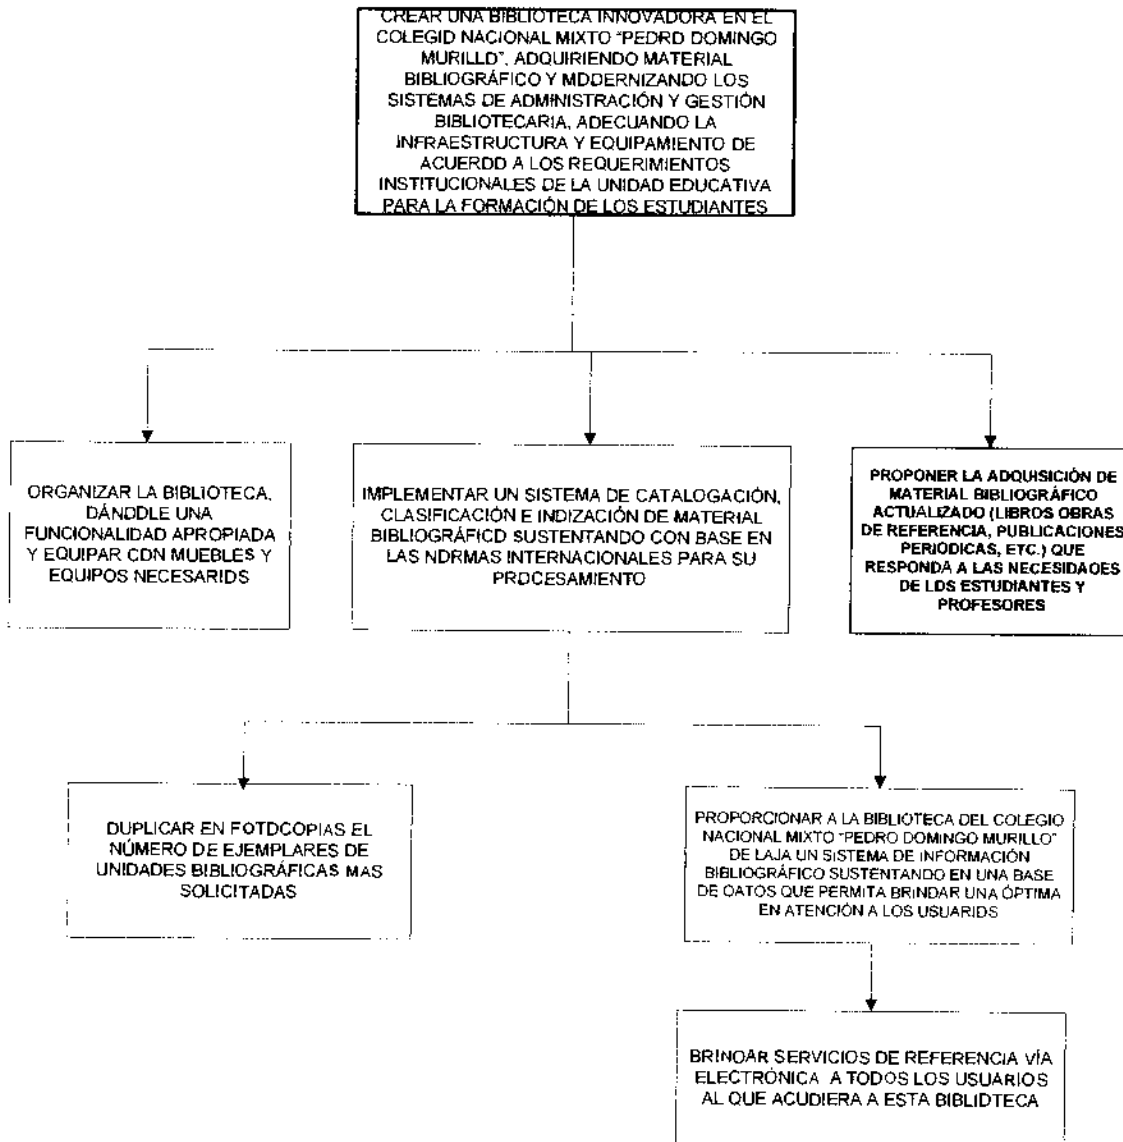 CREAR UNA BIBLIOTECA INNOVADORA EN EL
COLEGID NACIONAL MIXTO "PEDRD DOMINGO
MURILLD", ADQUIRIENDO MATERIAL
BIBLIOGRÁFICO Y MDDERNIZANDO LOS
SISTEMAS DE ADMINISTRACIÓN Y GESTIÓN
BIBLIOTECARIA, ADECUANDO LA
INFRAESTRUCTURA Y EQUIPAMIENTO DE
ACUERDD A LOS REQUERIMIENTOS
INSTITUCIONALES DE LA UNIDAD EDUCATIVA
PARA LA FORMACIÓN DE LOS ESTUDIANTES
ORGANIZAR LA BIBLIOTECA,
DÁNDDLE UNA
FUNCIONALIDAD APROPIADA
Y EQUIPAR CDN MUEBLES Y
EQUIPOS NECESARIDS
IMPLEMENTAR UN SISTEMA DE CATALOGACIÓN,
CLASIFICACIÓN E INDIZACIÓN DE MATERIAL
BIBLIOGRÁFICD SUSTENTANDO CON BASE EN
LAS NDRMAS INTERNACIONALES PARA SU
PRDCESAMIENTO
PROPONER LA ADQUISICIÓN DE
MATERIAL BIBLIOGRÁFICO
ACTUALIZADO (LIBROS OBRAS
DE REFERENCIA, PUBLICACIONES
PERIÓDICAS, ETC.) QUE
RESPONDA A LAS NECESIDAOES
DE LDS ESTUDIANTES Y
PROFESORES
DUPLICAR EN FOTDCOPIAS EL
NÚMERO DE EJEMPLARES DE
UNIDADES BIBLIOGRÁFICAS MAS
SOLICITADAS
PROPORCIONAR A LA BIBLIOTECA DEL COLEGIO
NACIONAL MIXTO "PEDRO DOMINGO MURILLO"
DE LAJA UN SISTEMA DE INFORMACIÓN
BIBLIOGRÁFICO SUSTENTANDO EN UNA BASE
DE OATOS QUE PERMITA BRINDAR UNA ÓPTIMA
EN ATENCIÓN A LOS USUARIDS
BRINOAR SERVICIOS DE REFERENCIA VÍA
ELECTRÓNICA A TODOS LOS USUARIOS
AL QUE ACUDIERA A ESTA BIBLIDTECA